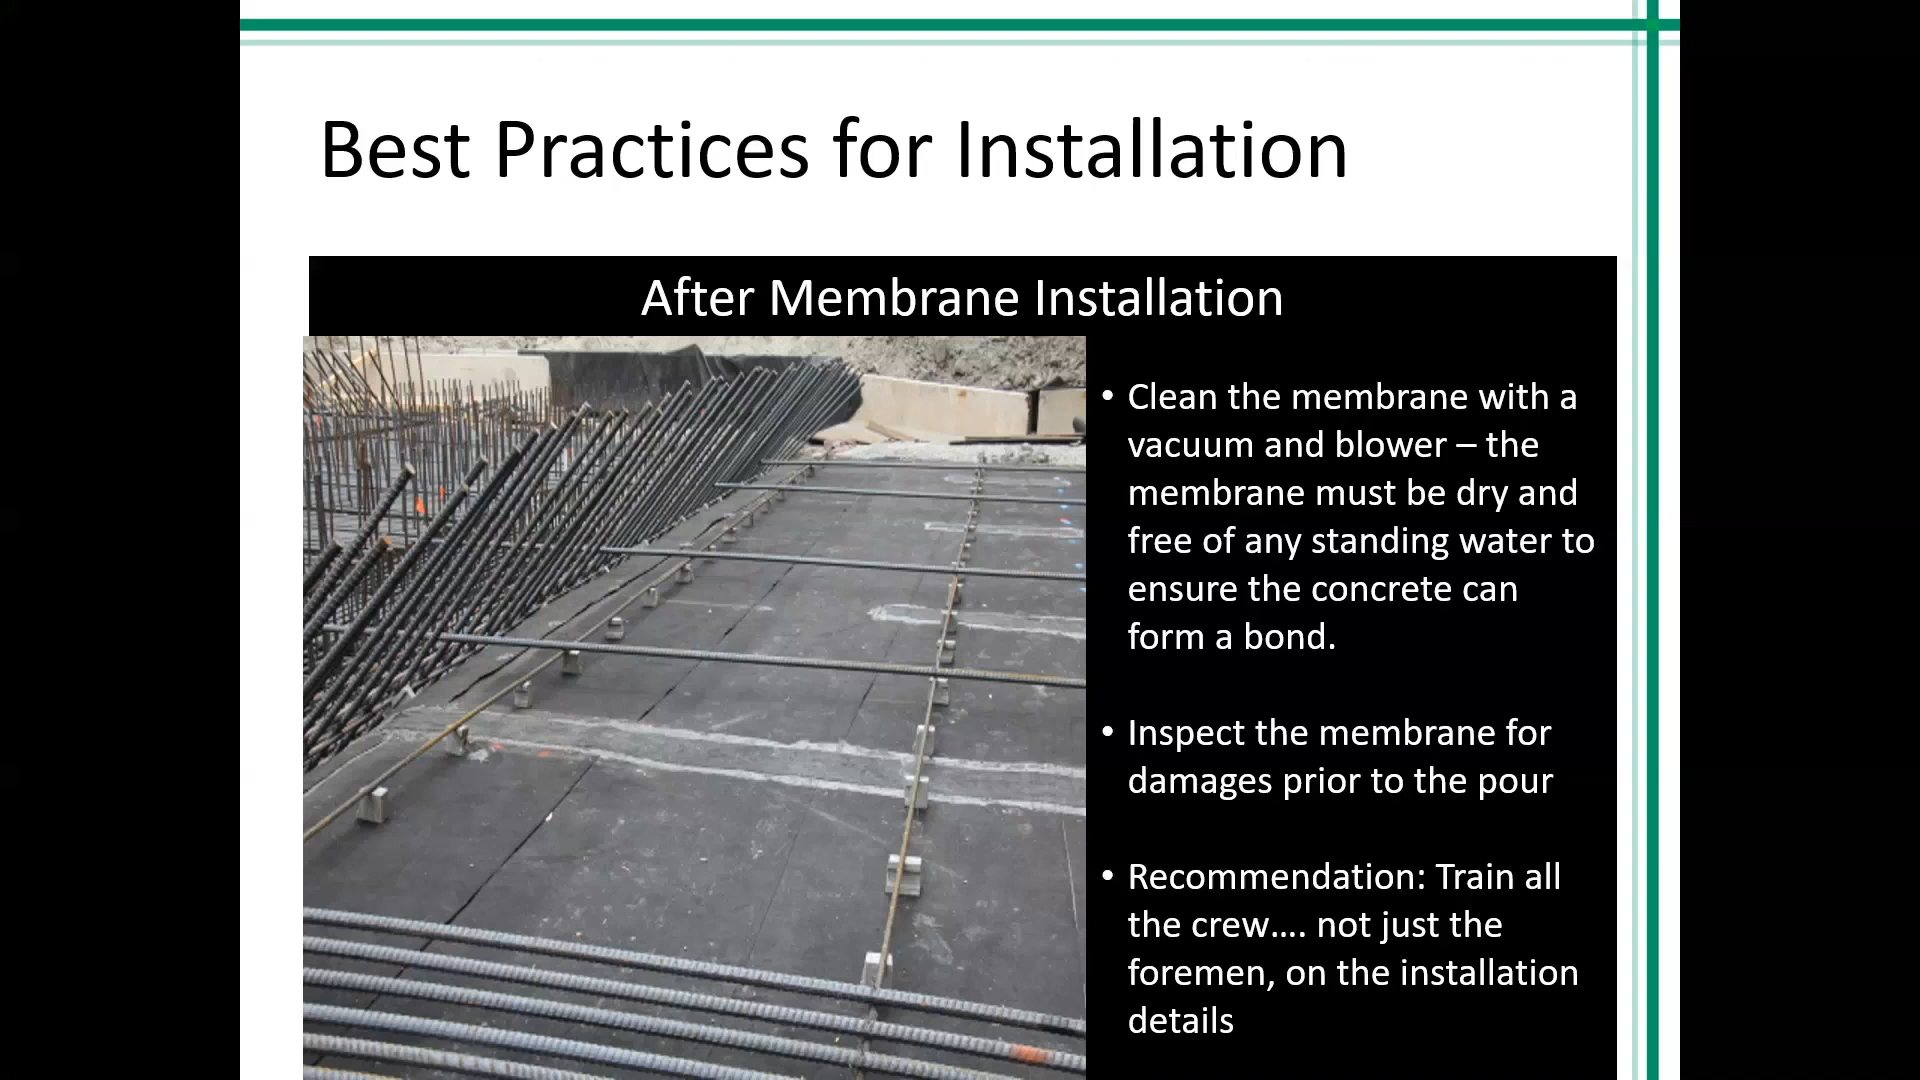 Best Practices for Installation
After Membrane Installation
• Clean the membrane with a
vacuum and blower – the
membrane must be dry and
free of any standing water to
ensure the concrete can
form a bond.
• Inspect the membrane for
damages prior to the pour
• Recommendation: Train all
the crew…. not just the
foremen, on the installation
details